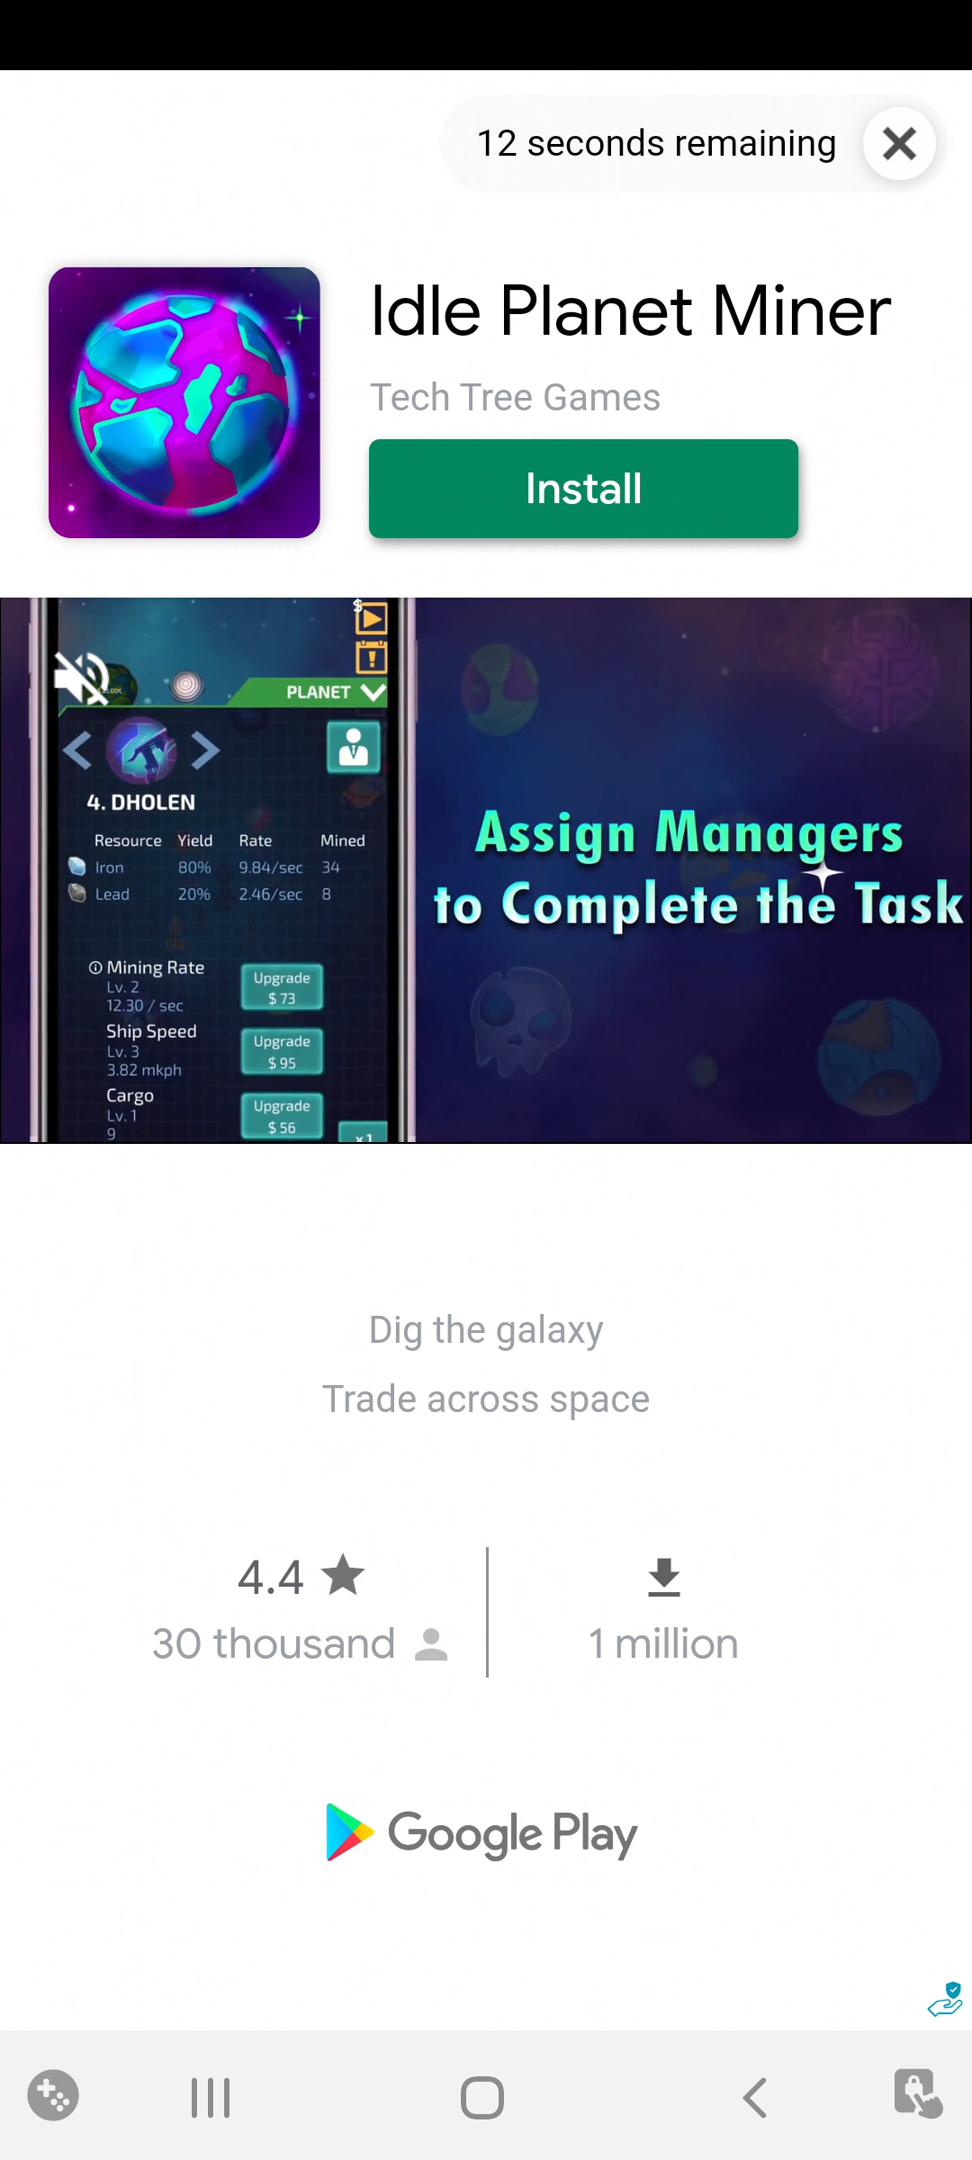 12 seconds remaining
Idle Planet Miner
Tech Tree Games
Install
PLANET
4. DHOLEN
Resource Yield Rate Mined
Iron 80% 9.84/sec 34
Lead 20% 2.46/sec 8
Mining Rate
Lv. 2
12.30 / sec
Upgrade
$ 73
Ship Speed
Lv. 3
3.82 mkph
Upgrade
$ 95
Cargo
Lv. 1
9
Upgrade
$ 56
x1
Assign Managers
to Complete the Task
Dig the galaxy
Trade across space
4.4
30 thousand
1 million
Google Play